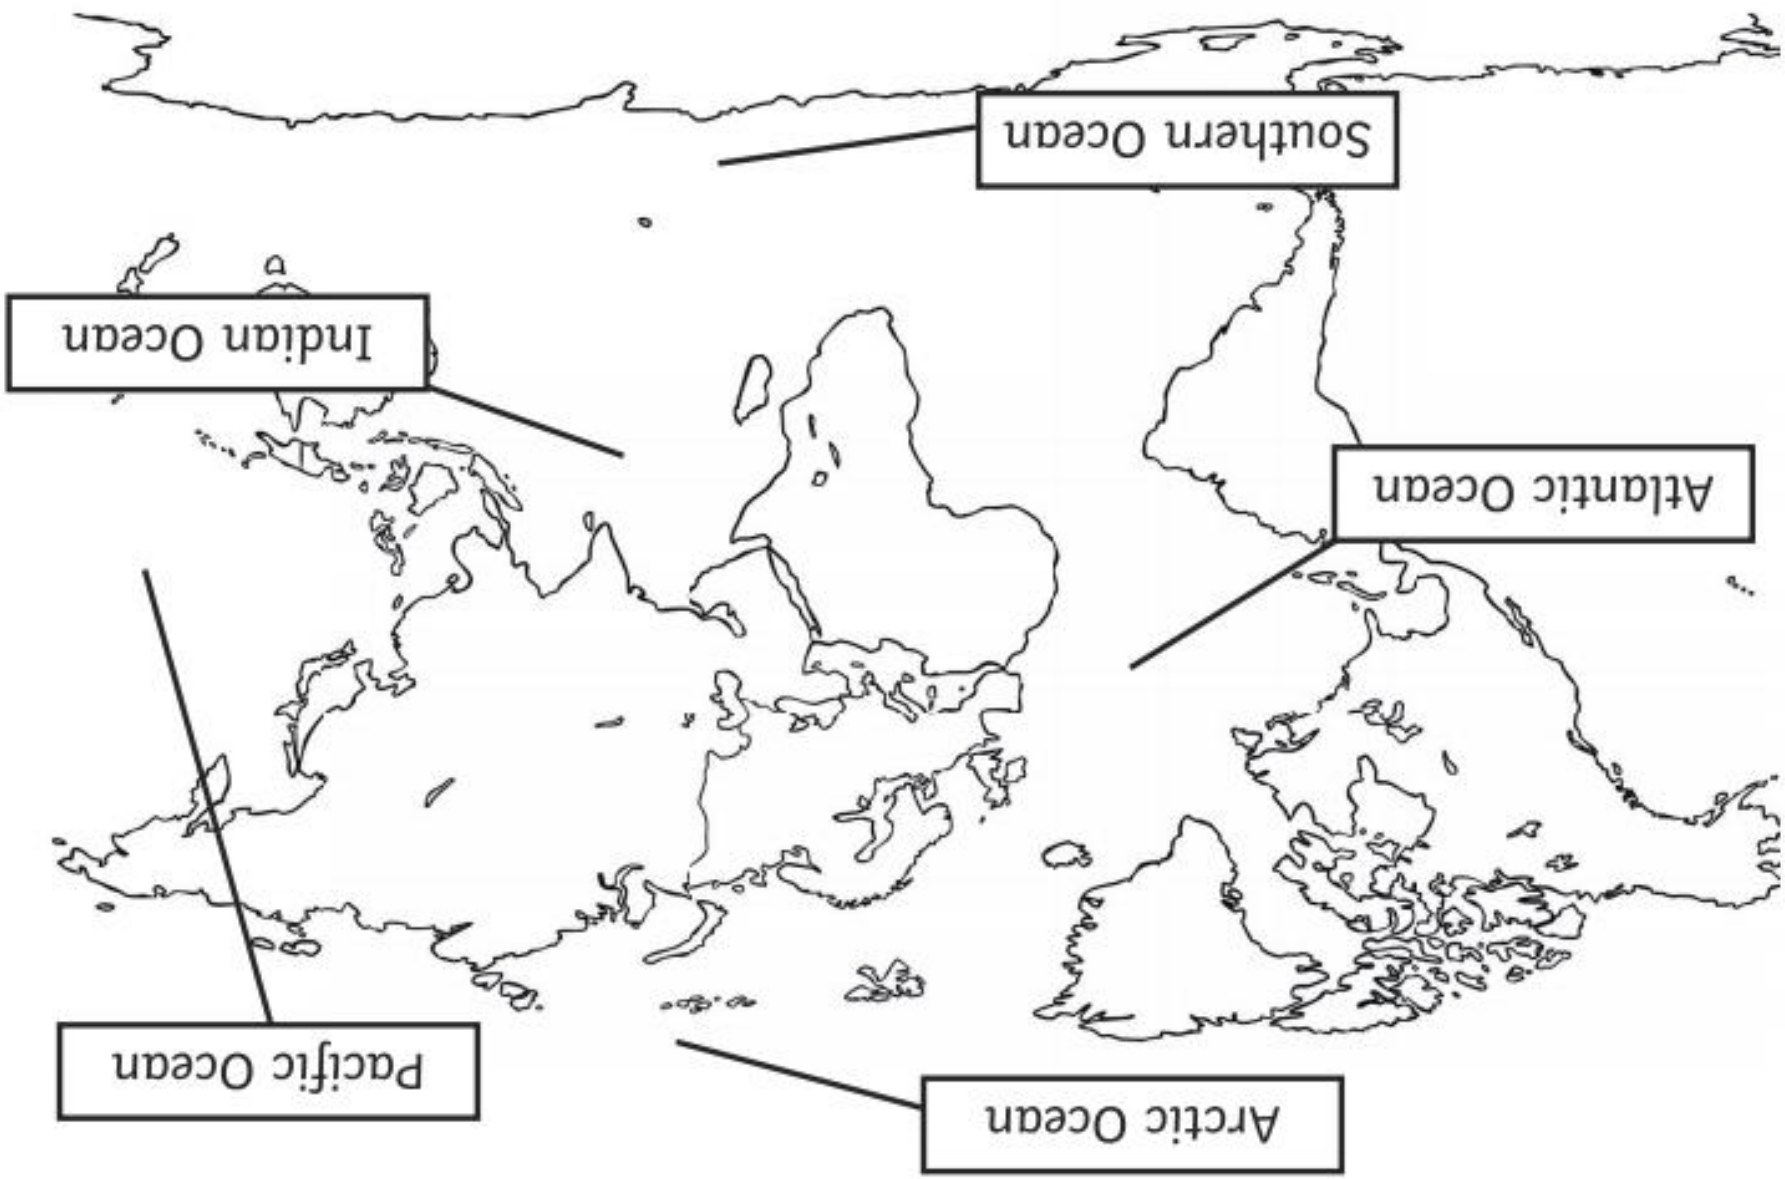 Arctic Ocean
Pacific Ocean
Atlantic Ocean
Indian Ocean
Southern Ocean